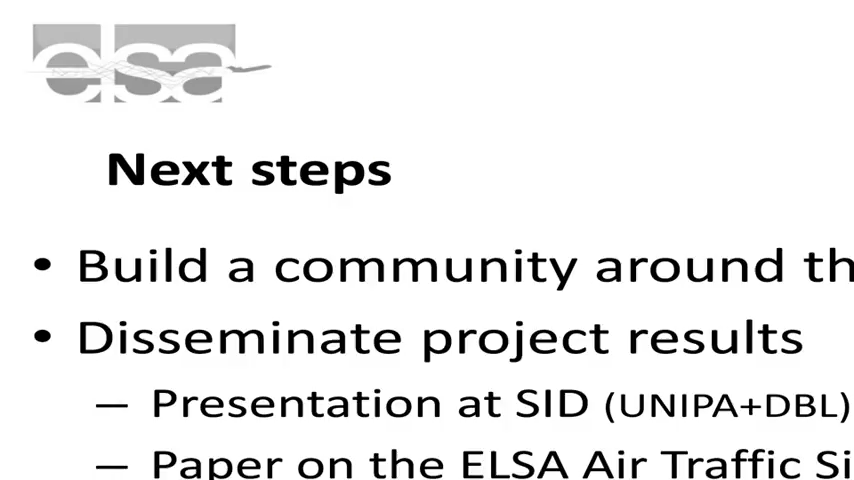 elsa
Next steps
• Build a community around th
• Disseminate project results
– Presentation at SID (UNIPA+DBL)
– Paper on the ELSA Air Traffic Si